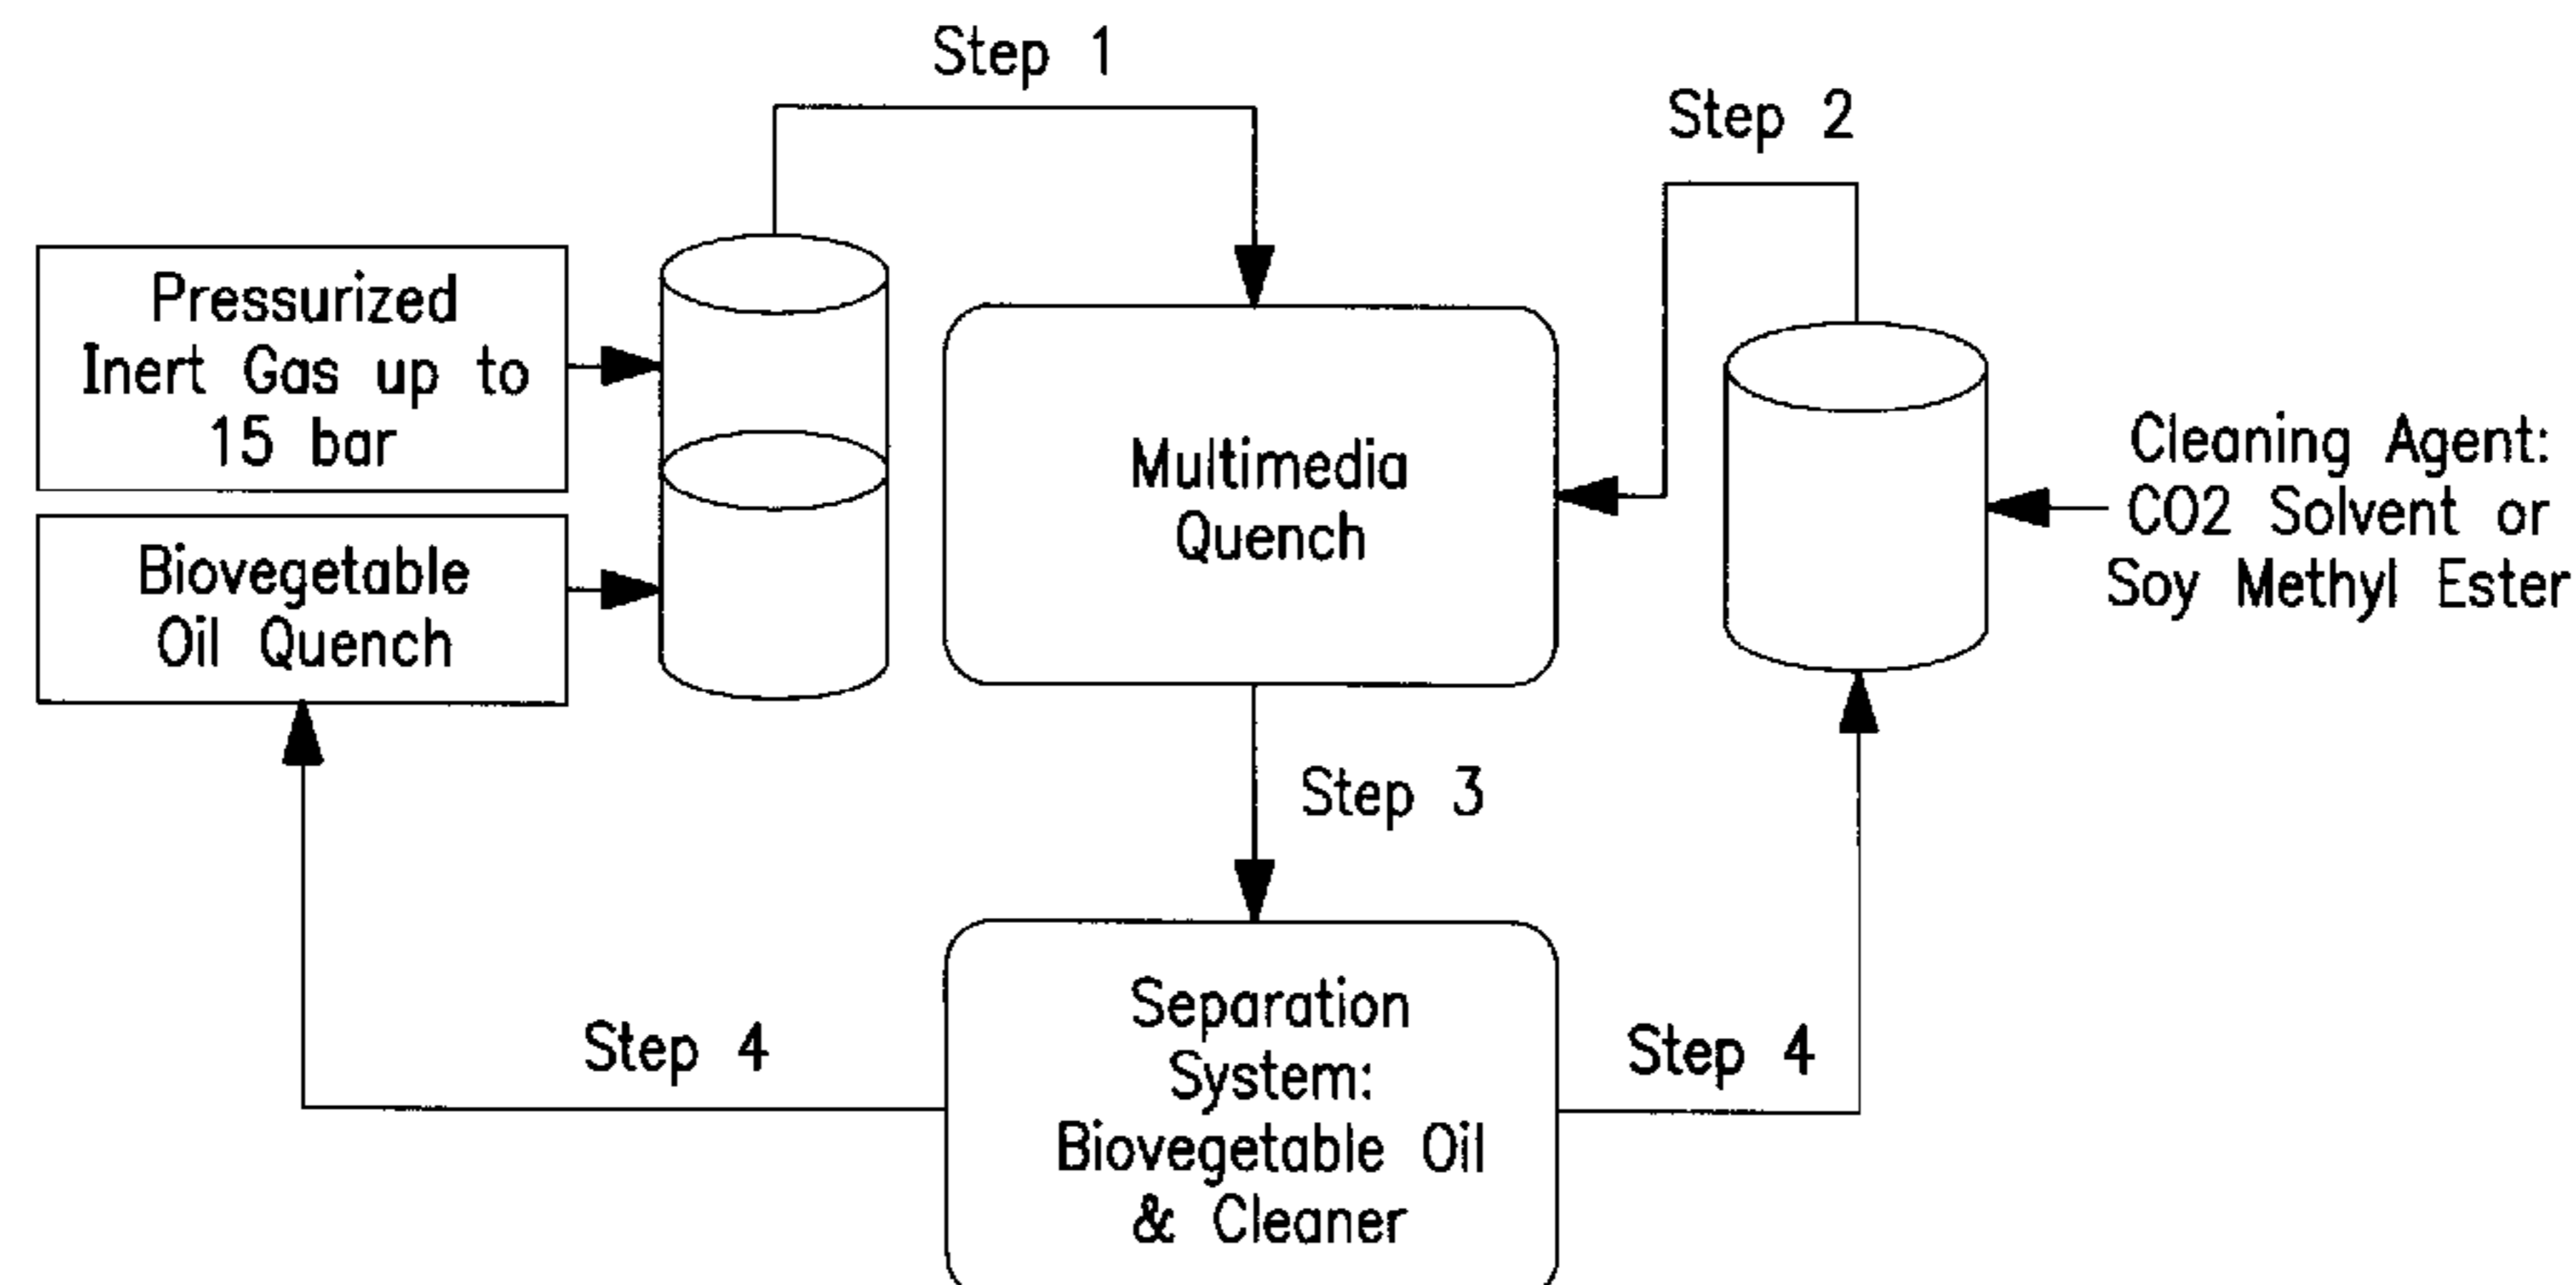 Step 1
Step 2
Pressurized
Inert Gas up to
15 bar
Biovegetable
Oil Quench
Multimedia
Quench
Cleaning Agent:
CO2 Solvent or
Soy Methyl Ester
Step 3
Step 4
Separation
System:
Biovegetable Oil
& Cleaner
Step 4